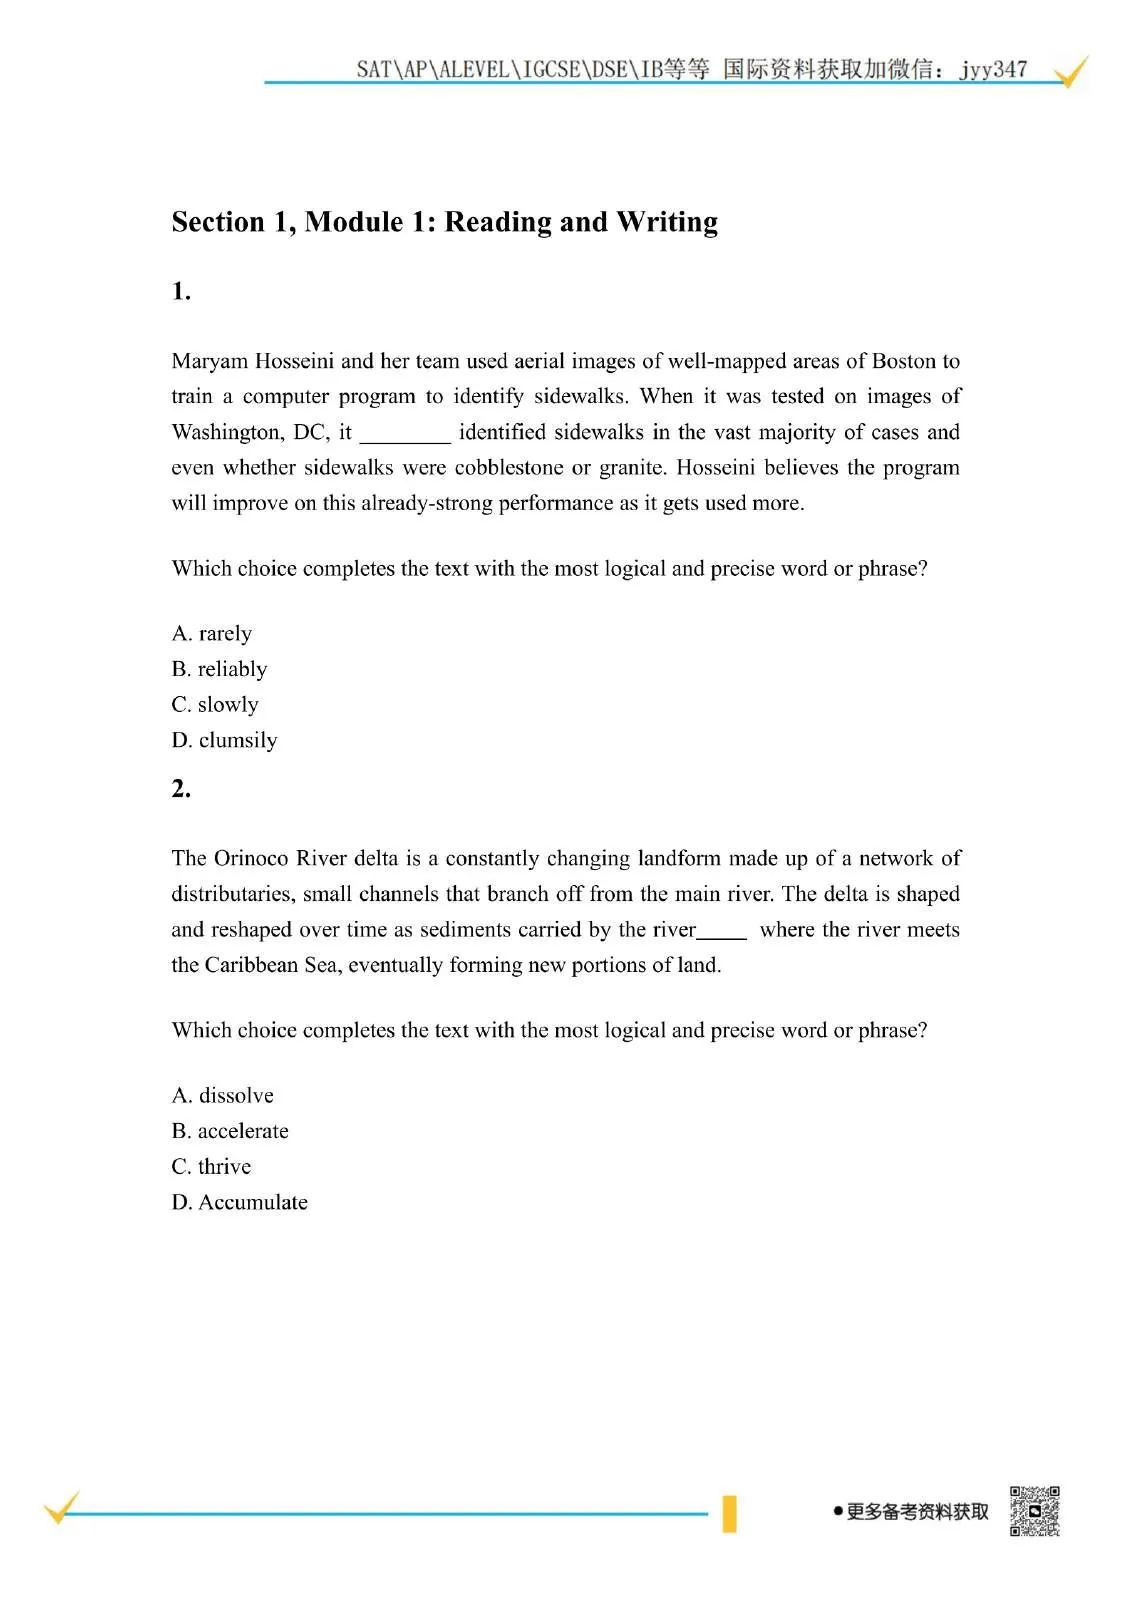 SAT\AP\ALEVEL\IGCSE\DSE\IB等等 国际资料获取加微信：jyy347
Section 1, Module 1: Reading and Writing
1.
Maryam Hosseini and her team used aerial images of well-mapped areas of Boston to
train a computer program to identify sidewalks. When it was tested on images of
Washington, DC, it ________ identified sidewalks in the vast majority of cases and
even whether sidewalks were cobblestone or granite. Hosseini believes the program
will improve on this already-strong performance as it gets used more.
Which choice completes the text with the most logical and precise word or phrase?
A. rarely
B. reliably
C. slowly
D. clumsily
2.
The Orinoco River delta is a constantly changing landform made up of a network of
distributaries, small channels that branch off from the main river. The delta is shaped
and reshaped over time as sediments carried by the river_____ where the river meets
the Caribbean Sea, eventually forming new portions of land.
Which choice completes the text with the most logical and precise word or phrase?
A. dissolve
B. accelerate
C. thrive
D. Accumulate
●更多备考资料获取